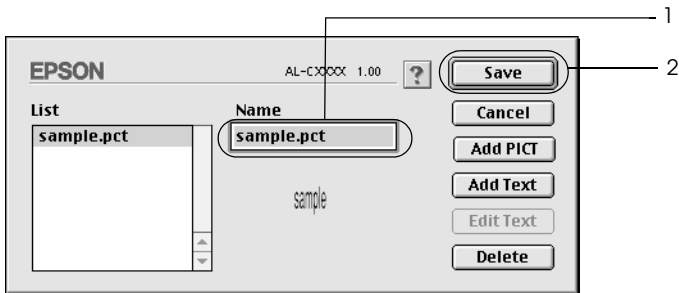 1
EPSON
AL-CXXXX 1.00
?
Save
2
List
Name
Cancel
sample.pct
sample.pct
Add PICT
Add Text
sample
Edit Text
Delete